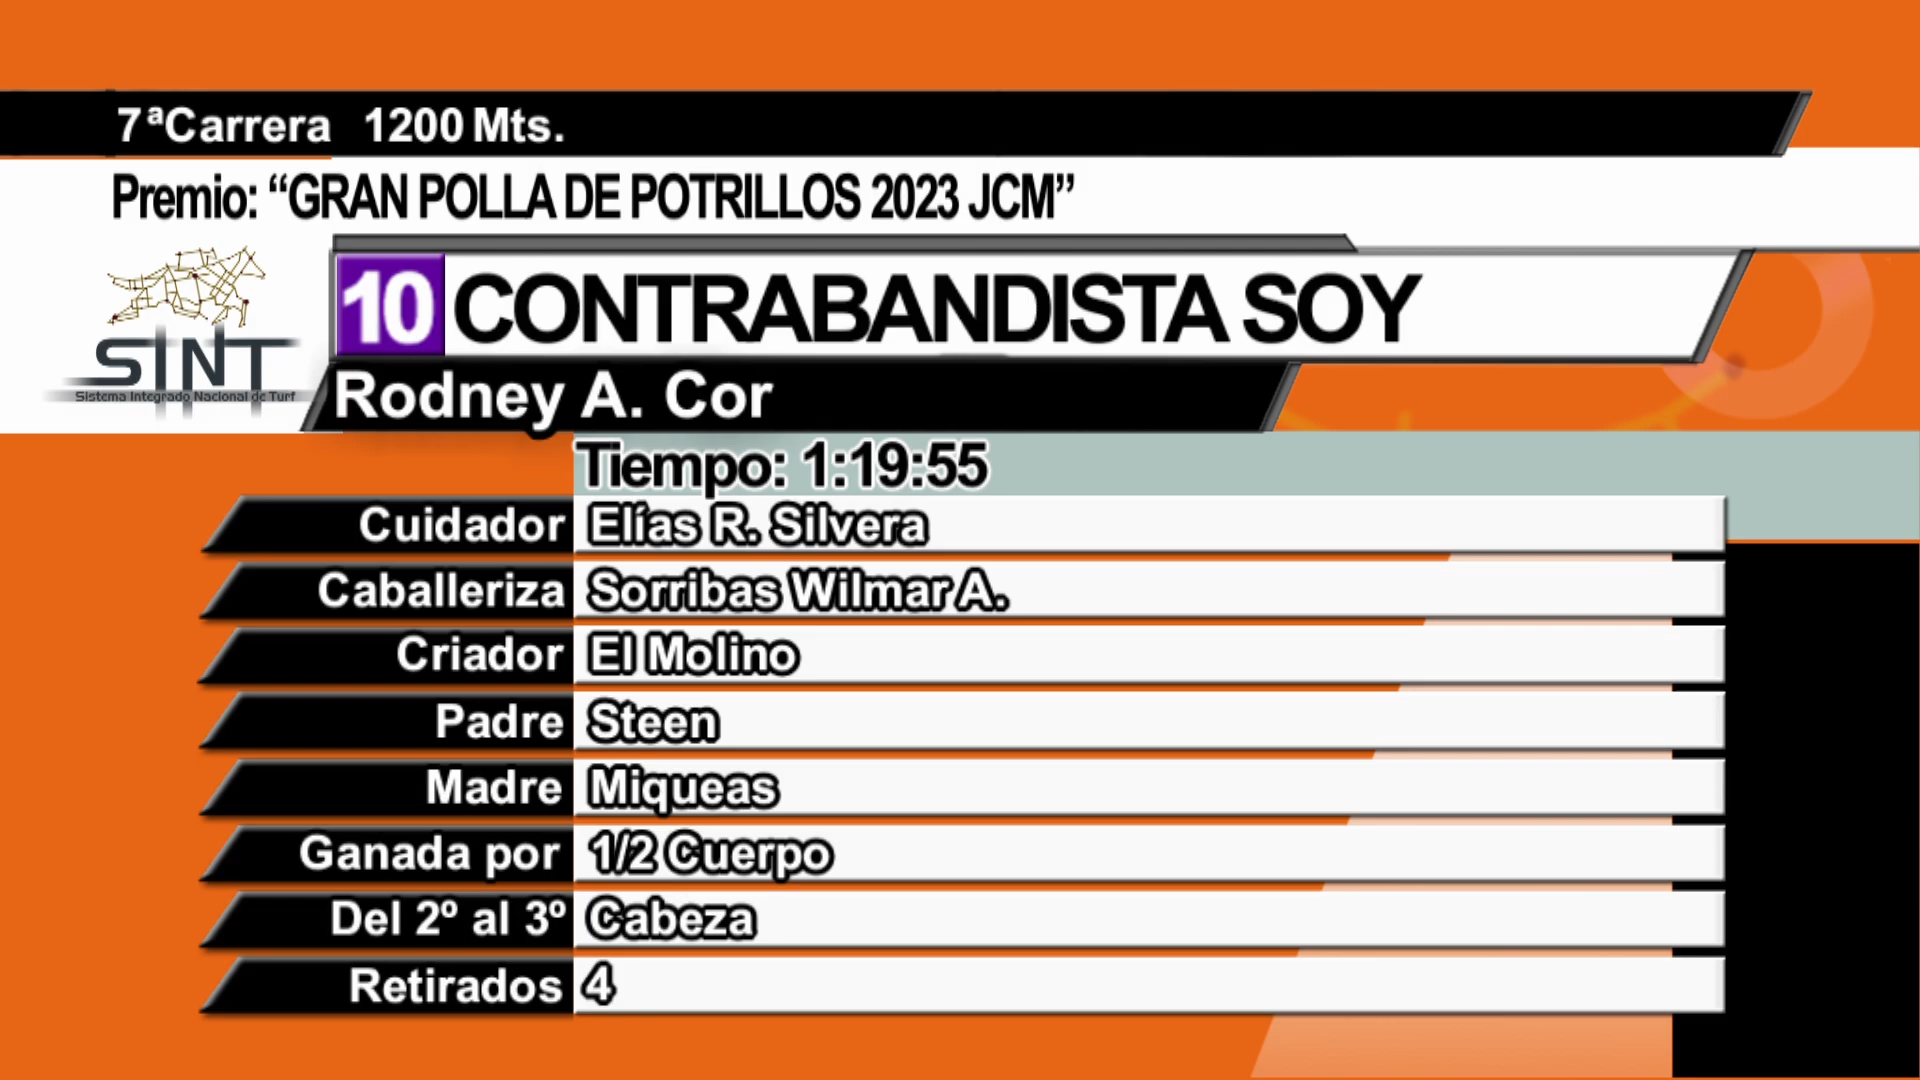 7ªCarrera 1200 Mts.
Premio: “GRAN POLLA DE POTRILLOS 2023 JCM”
SINT
Sistema Integrado Nacional de Turf
10 CONTRABANDISTA SOY
Rodney A. Cor
Tiempo: 1:19:55
Cuidador Elías R. Silvera
Caballeriza Sorribas Wilmar A.
Criador El Molino
Padre Steen
Madre Miqueas
Ganada por 1/2 Cuerpo
Del 2º al 3º Cabeza
Retirados 4